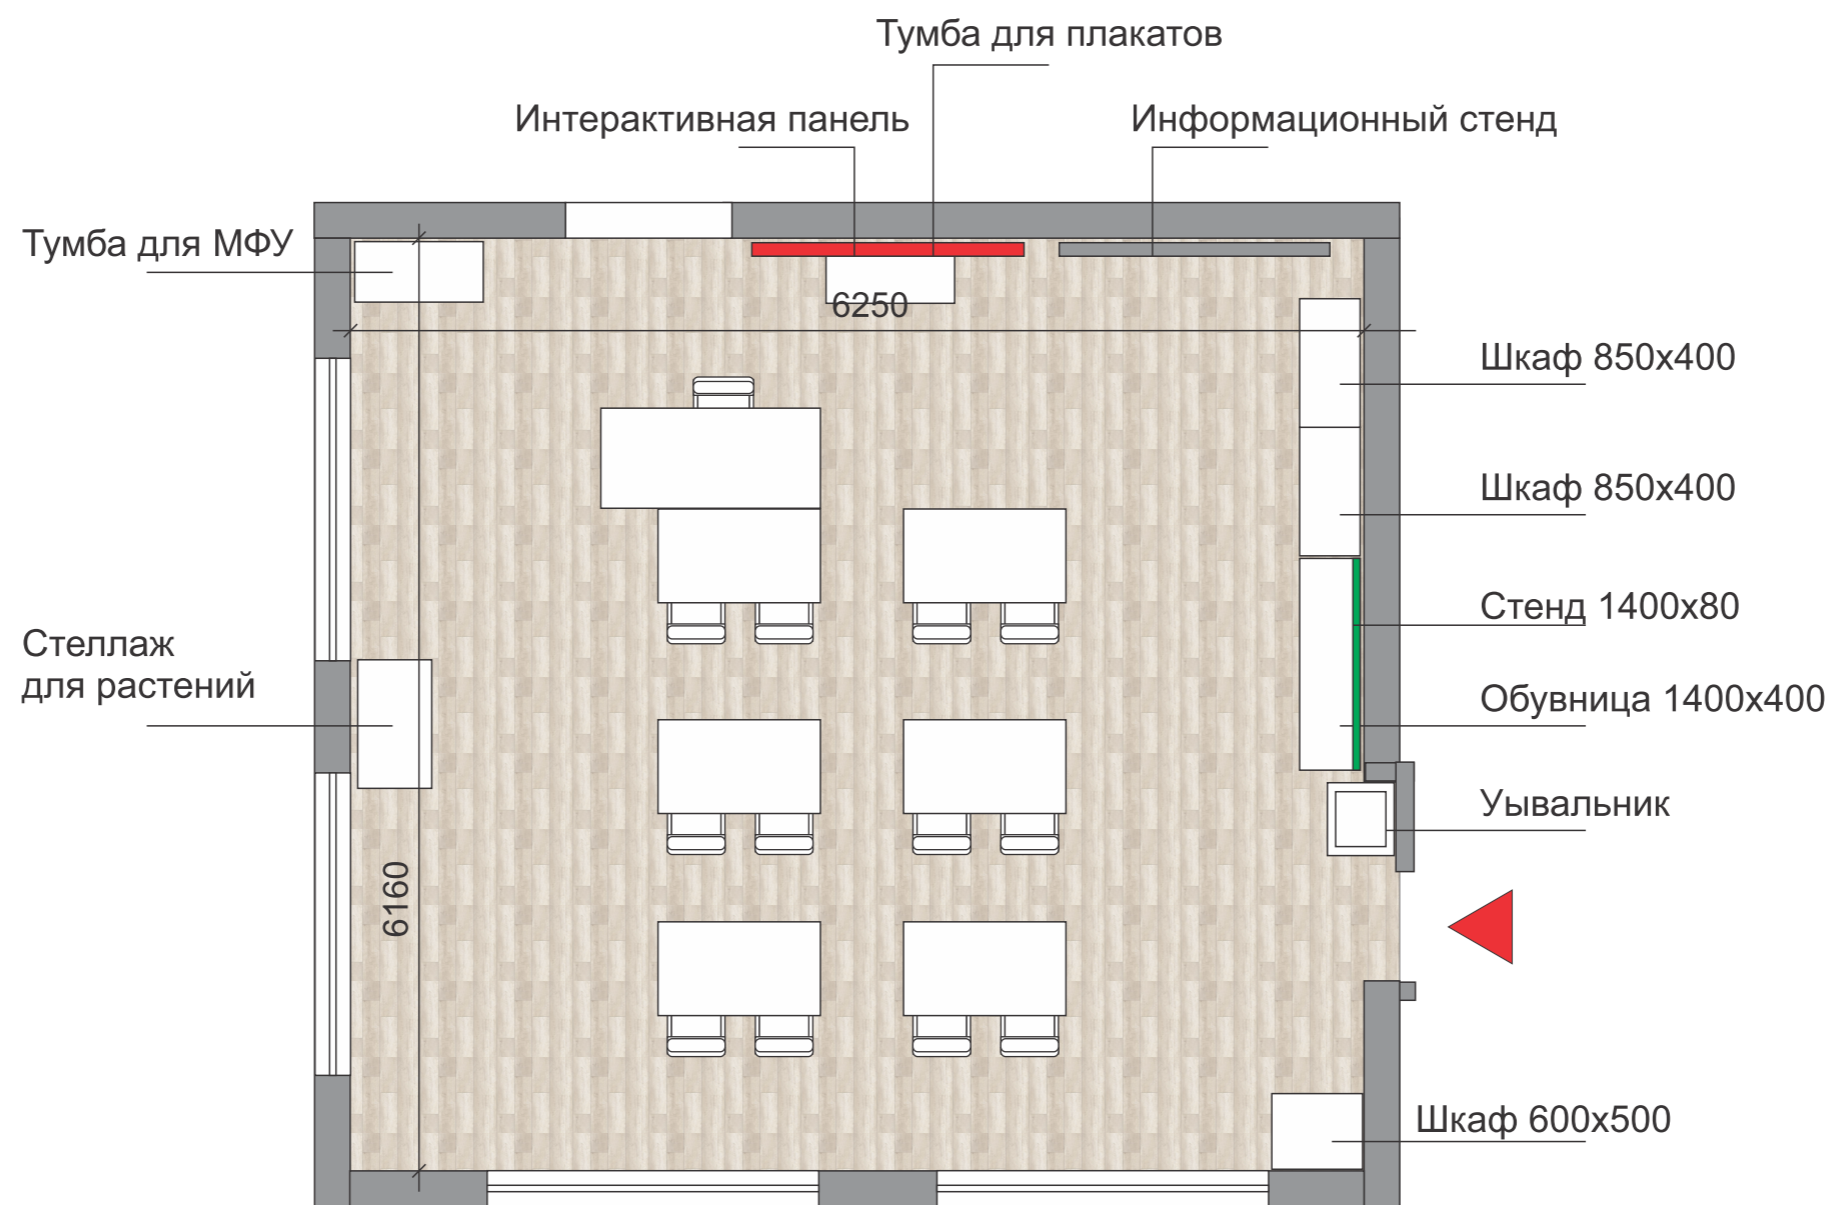 Тумба для плакатов
Интерактивная панель
Информационный стенд
Тумба для МФУ
6250
Шкаф 850х400
Шкаф 850х400
Стенд 1400х80
Стеллаж
для растений
Обувница 1400х400
Уывальник
6160
Шкаф 600х500